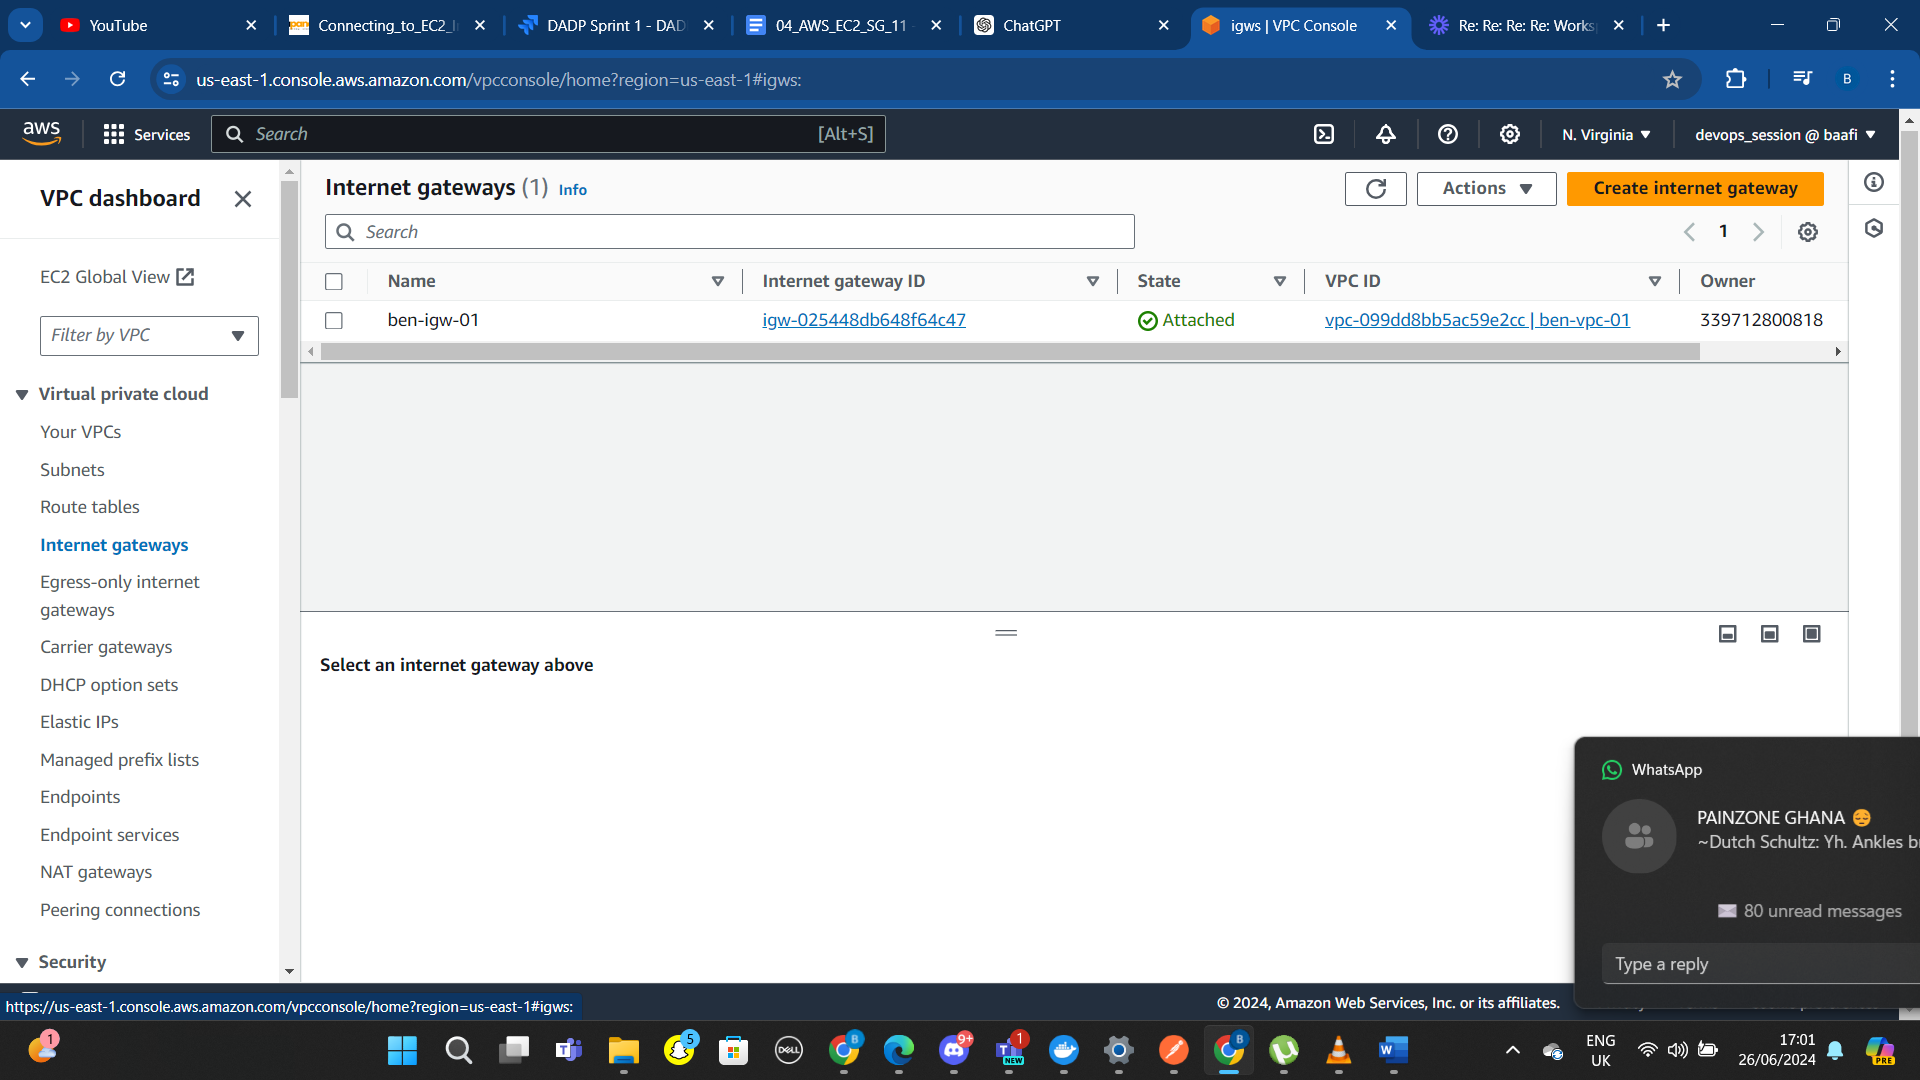 YouTube
Connecting_to_EC2_I
DADP Sprint 1 - DAD
04_AWS_EC2_SG_11 -
ChatGPT
igws | VPC Console
Re: Re: Re: Re: Works
us-east-1.console.aws.amazon.com/vpcconsole/home?region=us-east-1#igws:
B
aws
Services
Search
[Alt+S]
N. Virginia
devops_session @ baafi
VPC dashboard
EC2 Global View
Filter by VPC
Virtual private cloud
Your VPCs
Subnets
Route tables
Internet gateways
Egress-only internet
gateways
Carrier gateways
DHCP option sets
Elastic IPs
Managed prefix lists
Endpoints
Endpoint services
NAT gateways
Peering connections
Security
Internet gateways (1) Info
Actions
Create internet gateway
Search
1
Name
Internet gateway ID
State
VPC ID
Owner
ben-igw-01
igw-025448db648f64c47
Attached
vpc-099dd8bb5ac59e2cc | ben-vpc-01
339712800818
Select an internet gateway above
WhatsApp
PAINZONE GHANA 😔
~Dutch Schultz: Yh. Ankles br
80 unread messages
Type a reply
https://us-east-1.console.aws.amazon.com/vpcconsole/home?region=us-east-1#igws:
© 2024, Amazon Web Services, Inc. or its affiliates.
1
5
DELL
B
9+
1
NEW
B
W
ENG
UK
17:01
26/06/2024
PRE